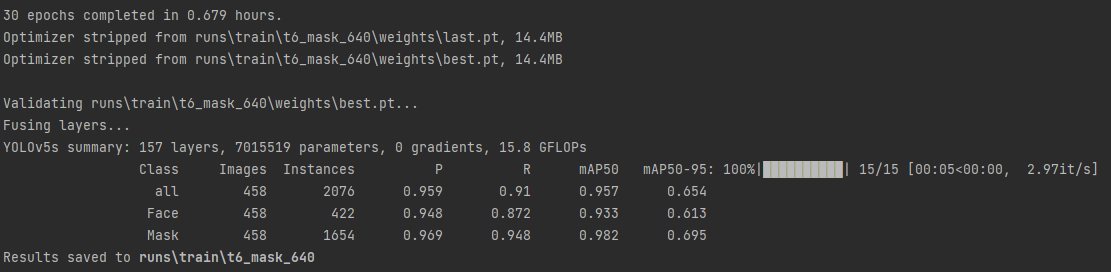 30 epochs completed in 0.679 hours.
Optimizer stripped from runs\train\t6_mask_640\weights\last.pt, 14.4MB
Optimizer stripped from runs\train\t6_mask_640\weights\best.pt, 14.4MB
Validating runs\train\t6_mask_640\weights\best.pt...
Fusing layers...
YOLOv5s summary: 157 layers, 7015519 parameters, 0 gradients, 15.8 GFLOPs
Class Images Instances P R mAP50 mAP50-95: 100%|██████████| 15/15 [00:05<00:00, 2.97it/s]
all 458 2076 0.959 0.91 0.957 0.654
Face 458 422 0.948 0.872 0.933 0.613
Mask 458 1654 0.969 0.948 0.982 0.695
Results saved to runs\train\t6_mask_640